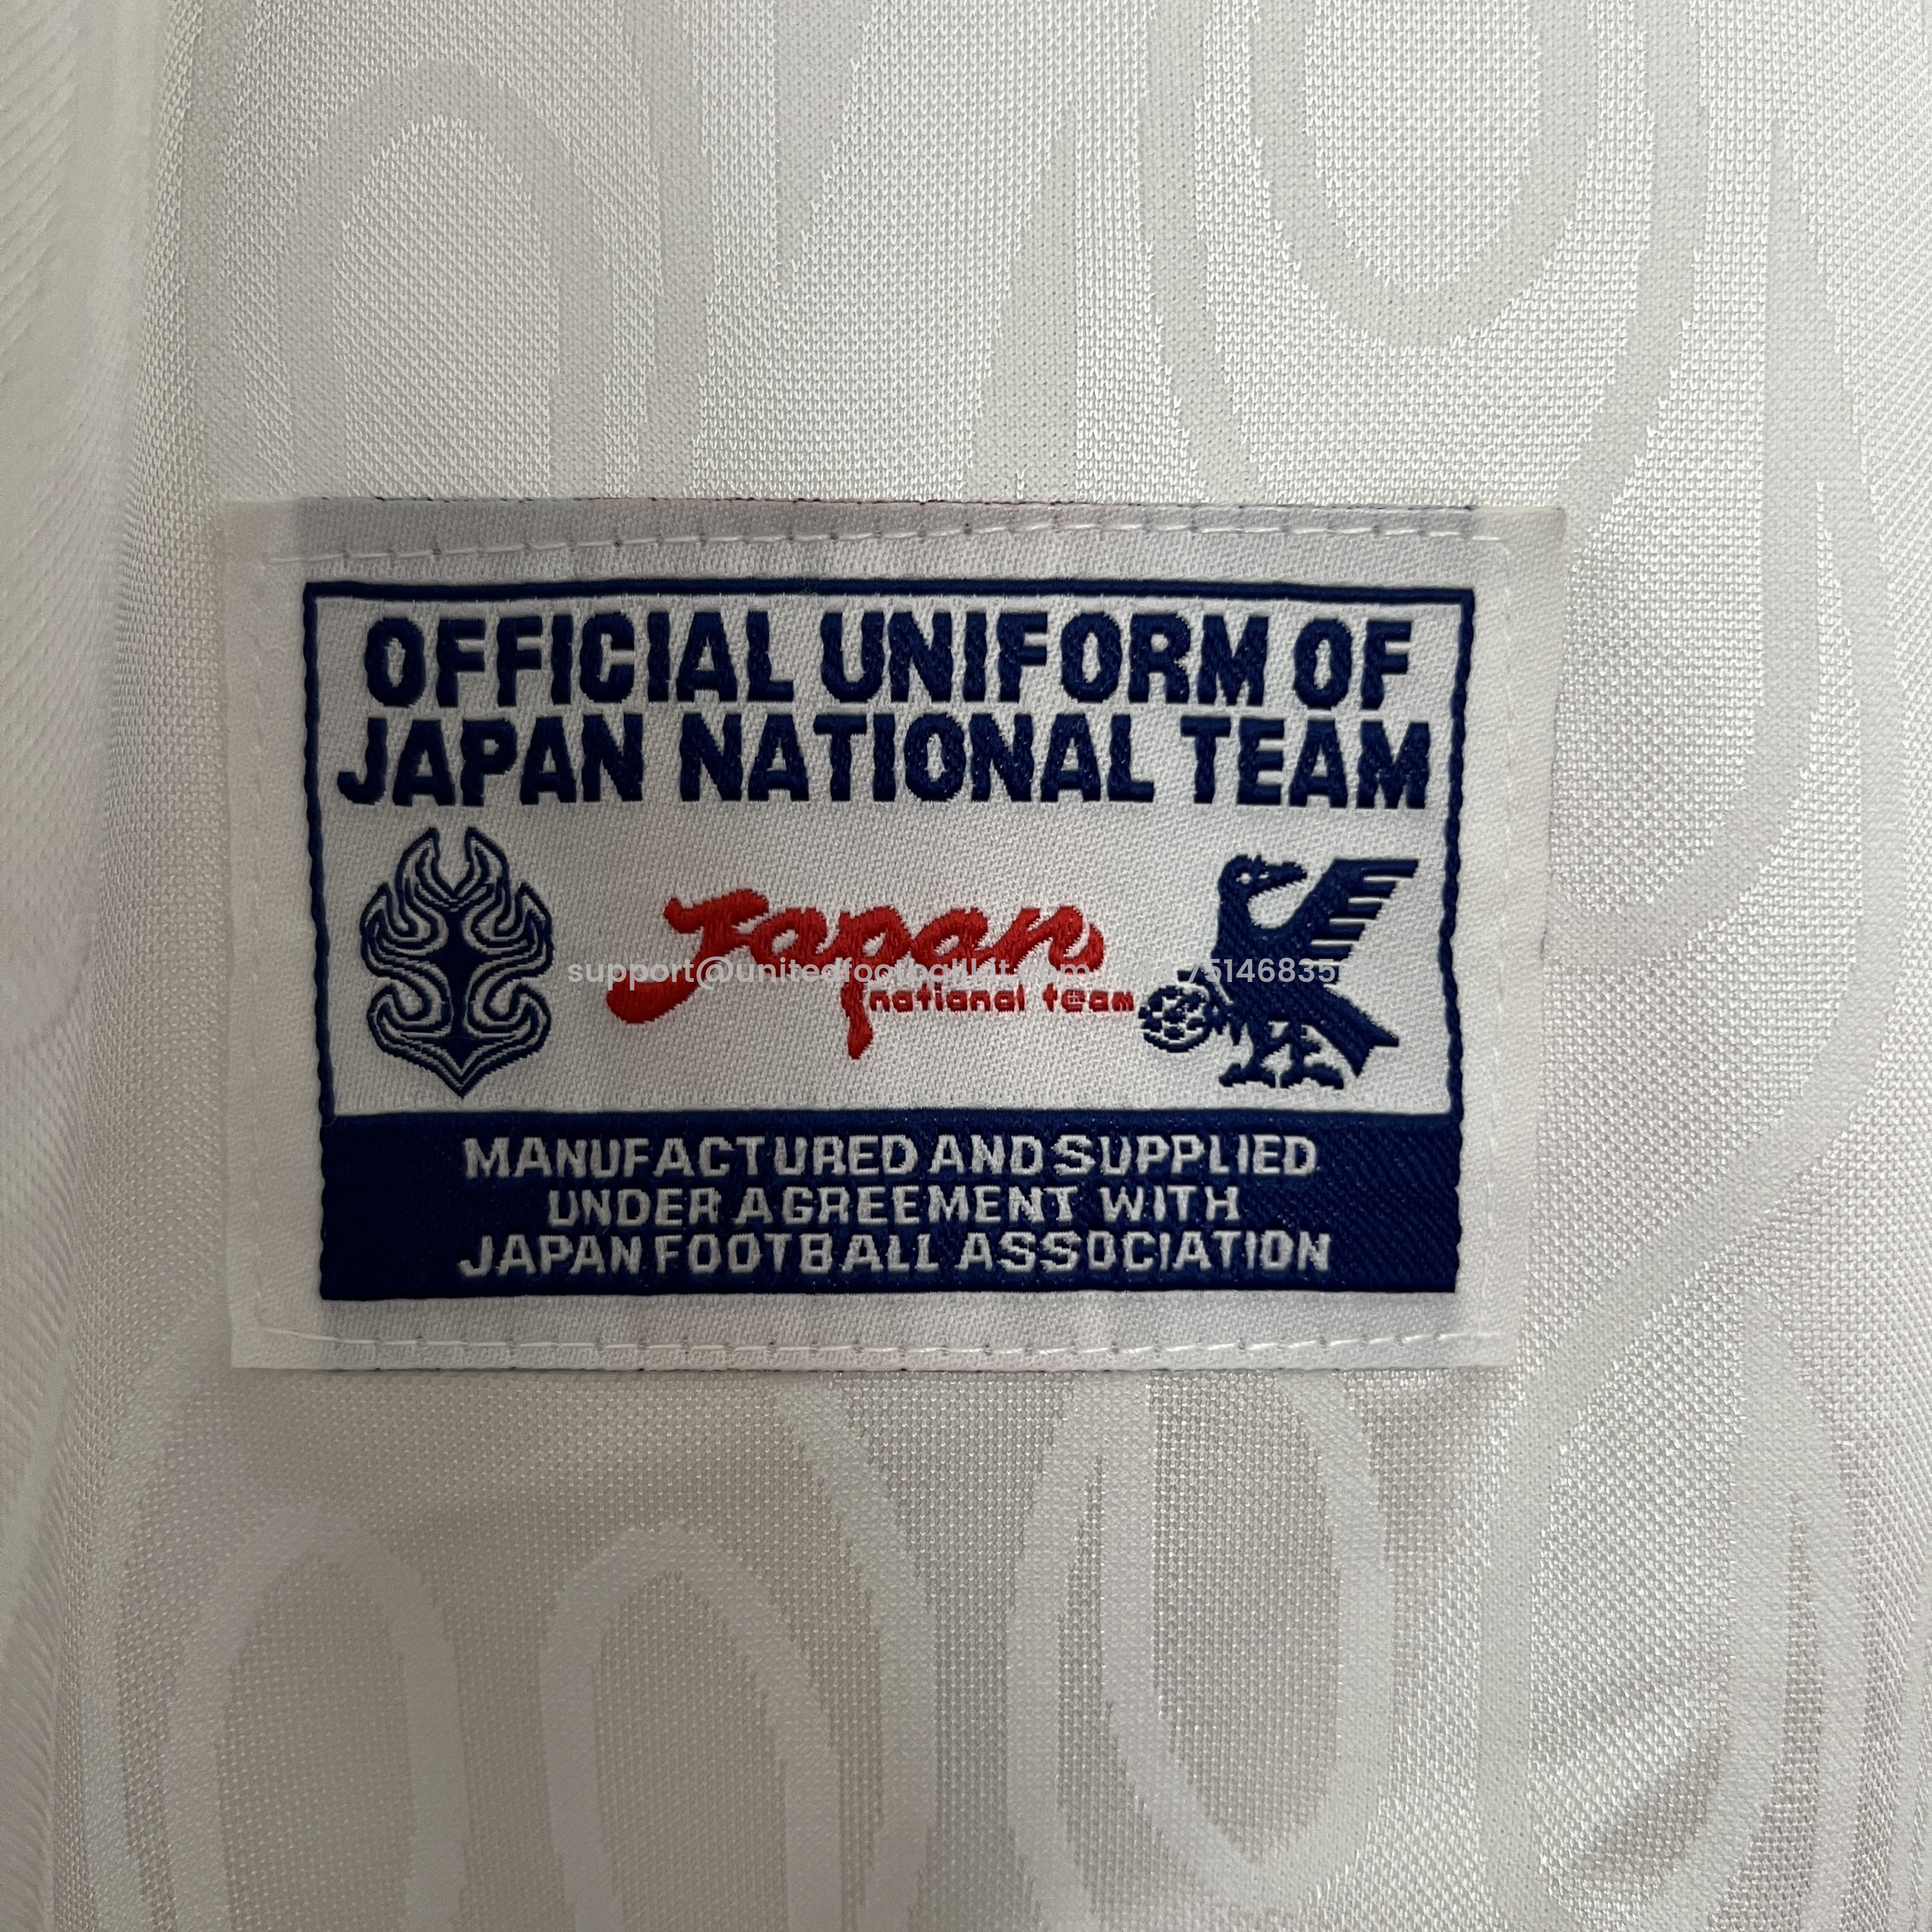 OFFICIAL UNIFORM OF
JAPAN NATIONAL TEAM
Japan
national team
MANUFACTURED AND SUPPLIED
UNDER AGREEMENT WITH
JAPAN FOOTBALL ASSOCIATION